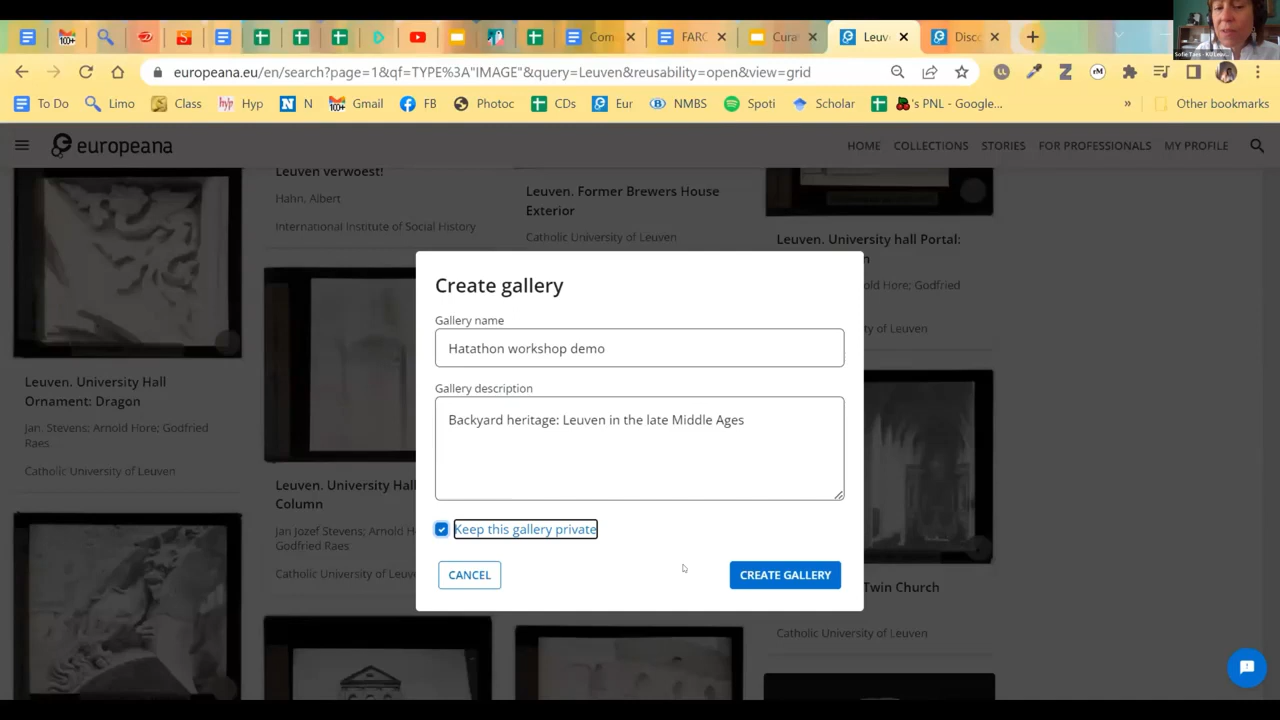 Com
FARO
Cura
Leuv
Disc
europeana.eu/en/search?page=1&qf=TYPE%3A"IMAGE"&query=Leuven&reusability=open&view=grid
To Do
Limo
Class
Hyp
N
Gmail
FB
Photoc
CDs
Eur
NMBS
Spoti
Scholar
's PNL - Google...
»
Other bookmarks
europeana
HOME
COLLECTIONS
STORIES
FOR PROFESSIONALS
MY PROFILE
Leuven verwoest!
Hahn, Albert
International Institute of Social History
Leuven. Former Brewers House
Exterior
Catholic University of Leuven
Leuven. University hall Portal:
old Hore; Godfried
of Leuven
Create gallery
Gallery name
Hatathon workshop demo
Gallery description
Backyard heritage: Leuven in the late Middle Ages
Keep this gallery private
CANCEL
CREATE GALLERY
Leuven. University Hall
Ornament: Dragon
Jan. Stevens; Arnold Hore; Godfried
Raes...
Catholic University of Leuven
Leuven. University Hall
Column
Jan Jozef Stevens; Arnold
Godfried Raes
Catholic University of Leuven
Twin Church
Catholic University of Leuven